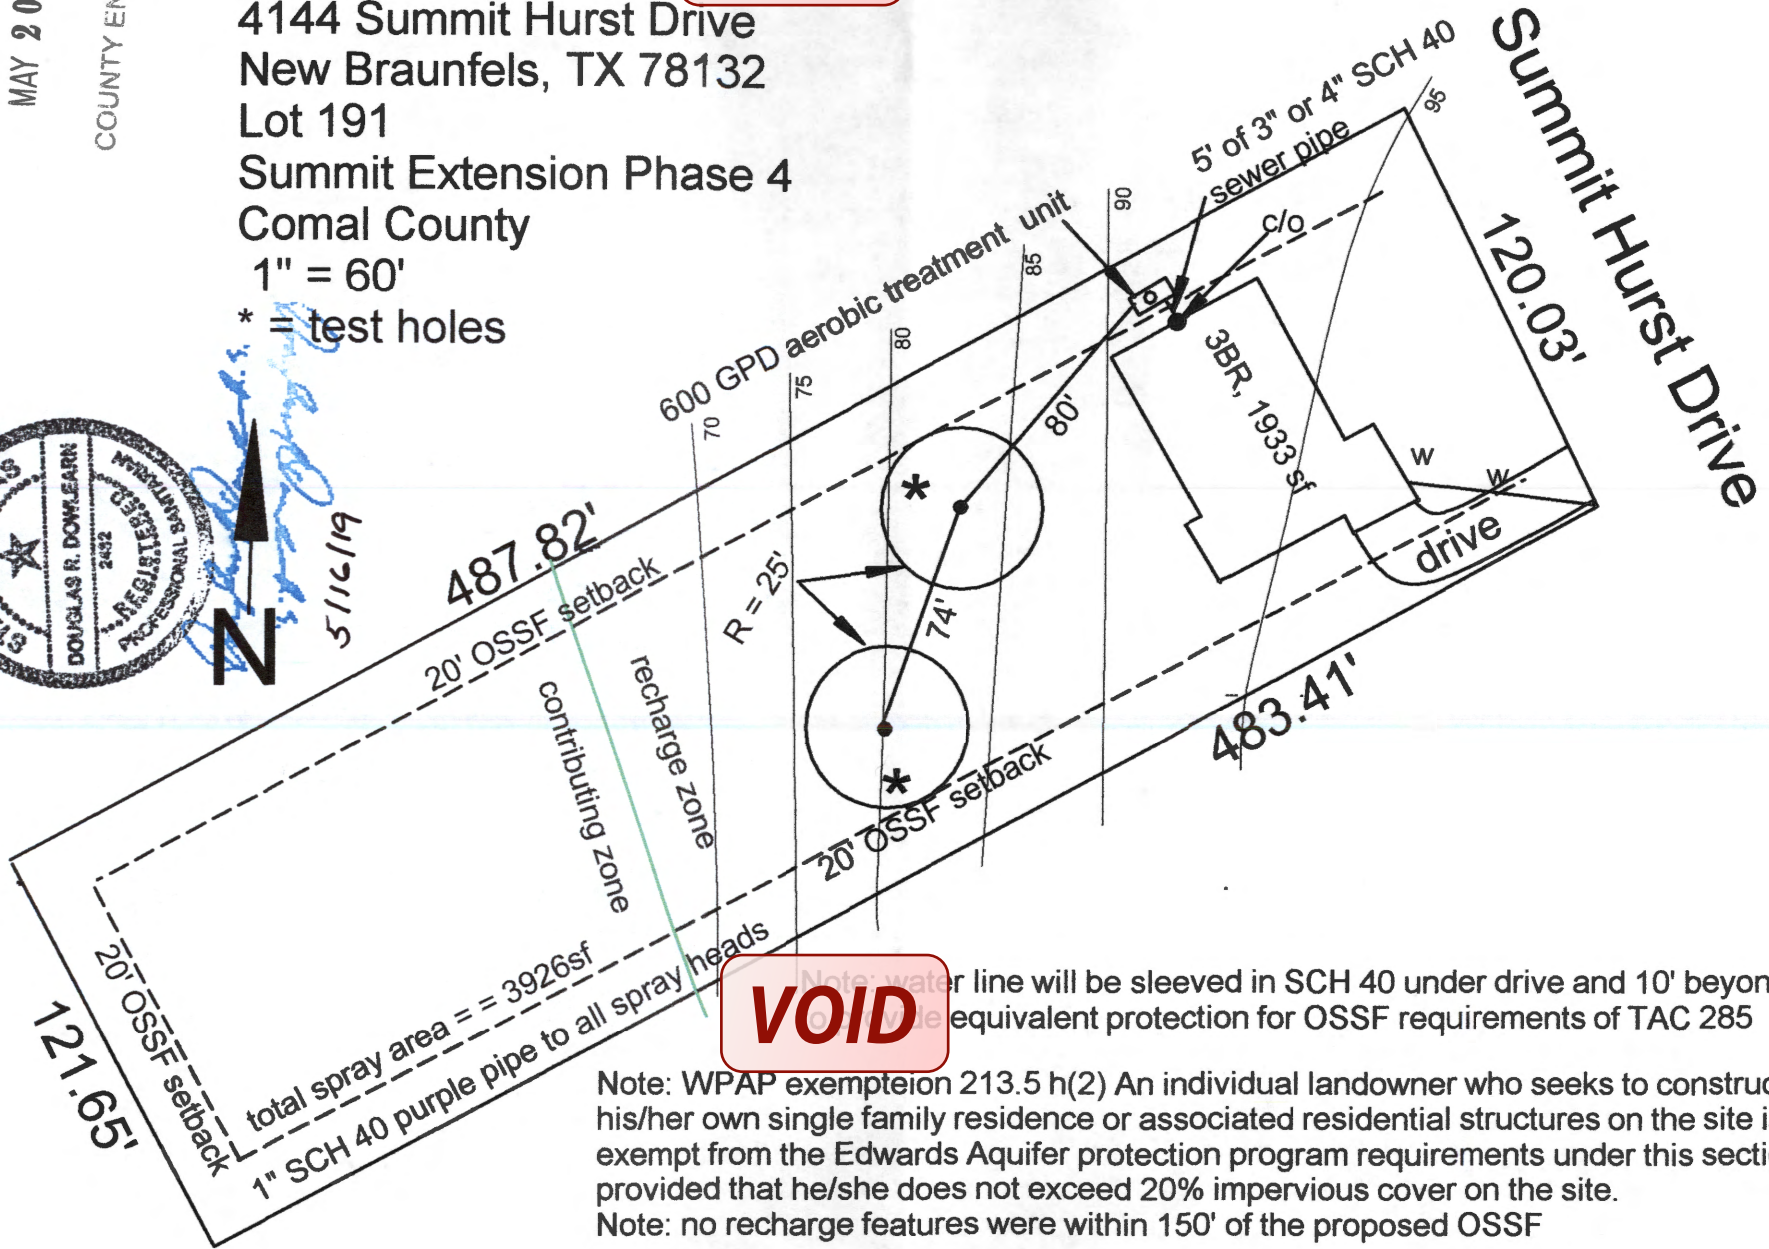 MAY 20
COUNTY EN
4144 Summit Hurst Drive
New Braunfels, TX 78132
Lot 191
Summit Extension Phase 4
Comal County
1" = 60'
* = test holes
DOUGLAS R. DOWLEARN
2432
REGISTERED
PROFESSIONAL SANITARIAN
N
5/16/19
Summit Hurst Drive
120.03'
95
5' of 3" or 4" SCH 40
sewer pipe
c/o
90
600 GPD aerobic treatment unit
85
80
75
70
3BR, 1933 sf
W
W
drive
80'
*
74'
R = 25'
*
487.82'
20' OSSF setback
recharge zone
contributing zone
483.41'
20' OSSF setback
20' OSSF setback
121.65'
total spray area = = 3926sf
1" SCH 40 purple pipe to all spray heads
VOID
Note: water line will be sleeved in SCH 40 under drive and 10' beyon
to provide equivalent protection for OSSF requirements of TAC 285
Note: WPAP exempteion 213.5 h(2) An individual landowner who seeks to construc
his/her own single family residence or associated residential structures on the site i
exempt from the Edwards Aquifer protection program requirements under this secti
provided that he/she does not exceed 20% impervious cover on the site.
Note: no recharge features were within 150' of the proposed OSSF